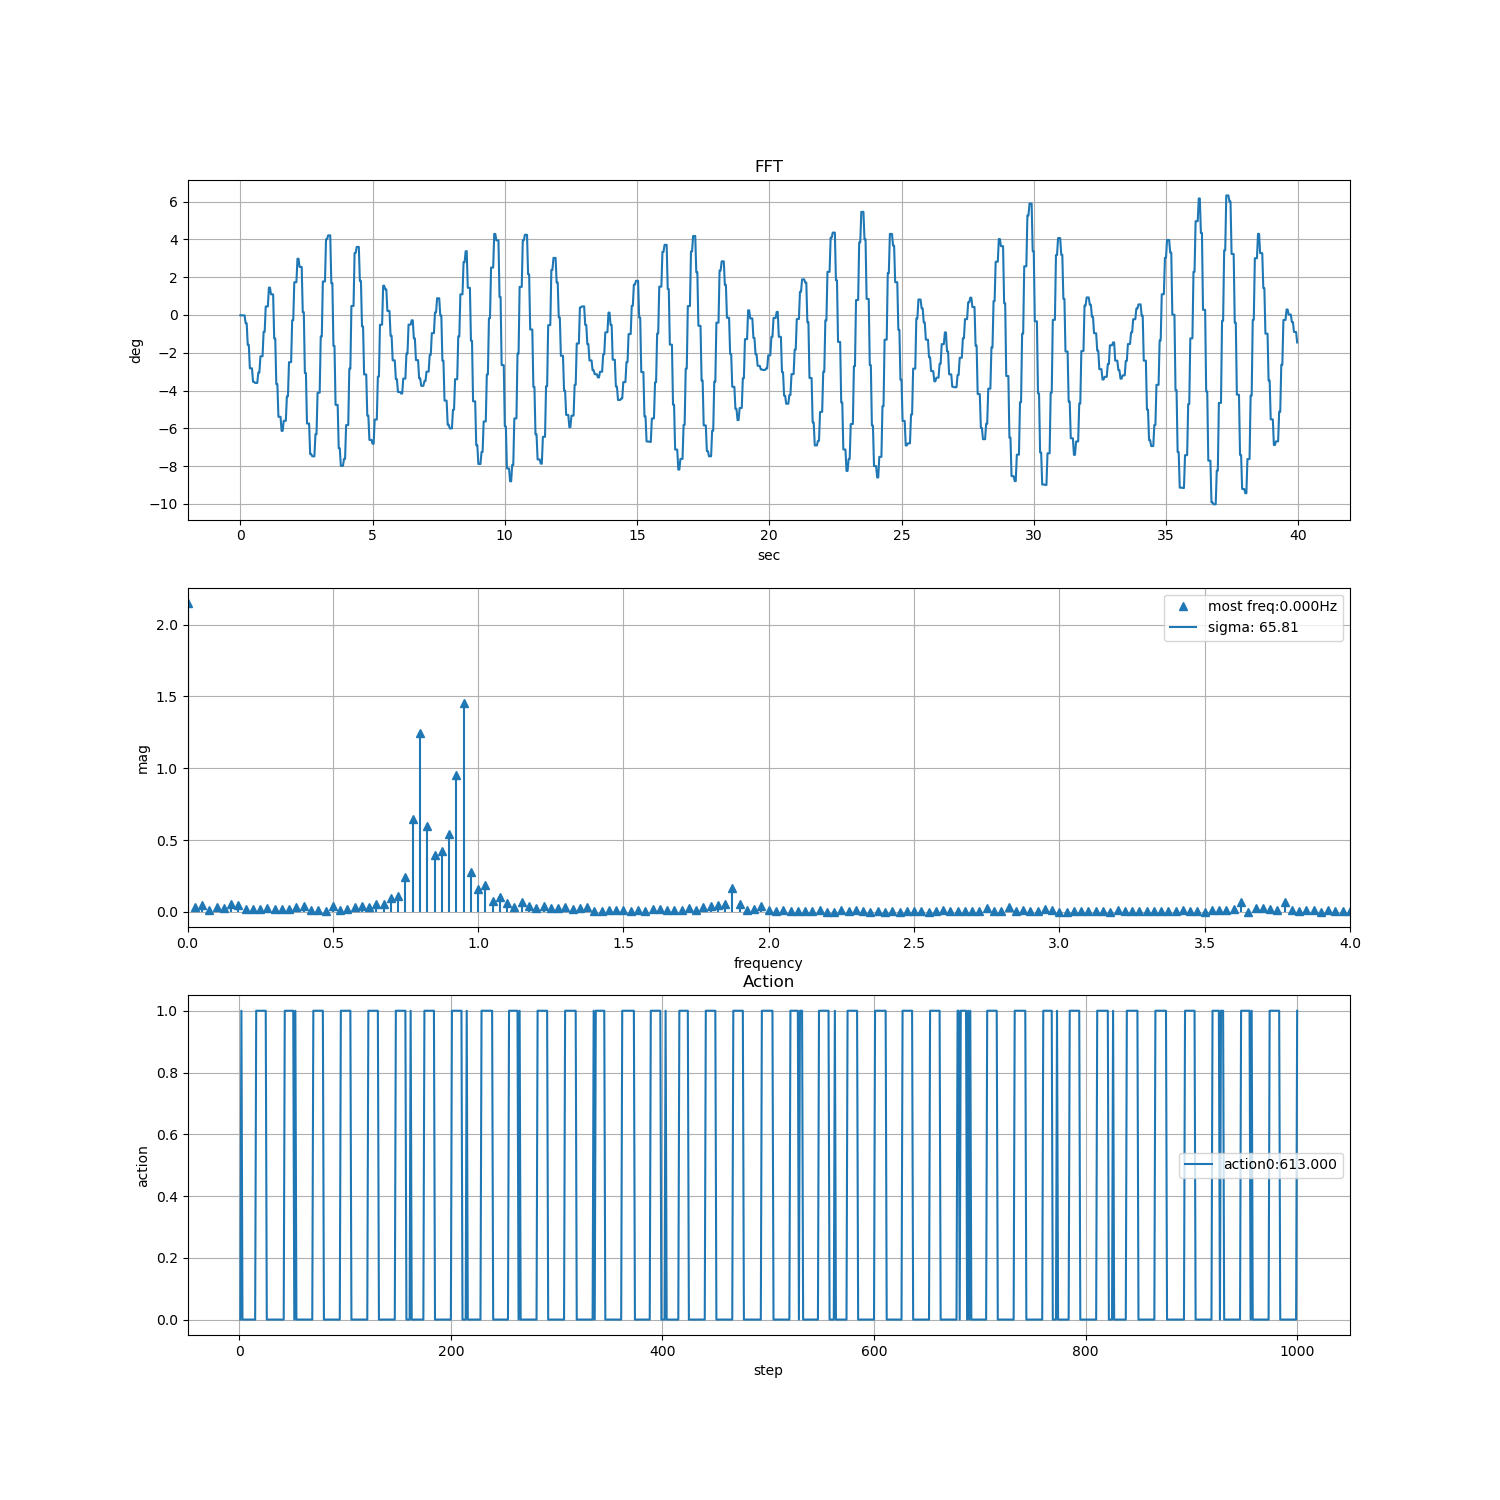 FFT
6
4
2
0
−2
−4
−6
−8
−10
deg
0 5 10 15 20 25 30 35 40
sec
most freq:0.000Hz
sigma: 65.81
2.0
1.5
1.0
0.5
0.0
mag
0.0 0.5 1.0 1.5 2.0 2.5 3.0 3.5 4.0
frequency
Action
1.0
0.8
0.6
0.4
0.2
0.0
action
action0:613.000
0 200 400 600 800 1000
step